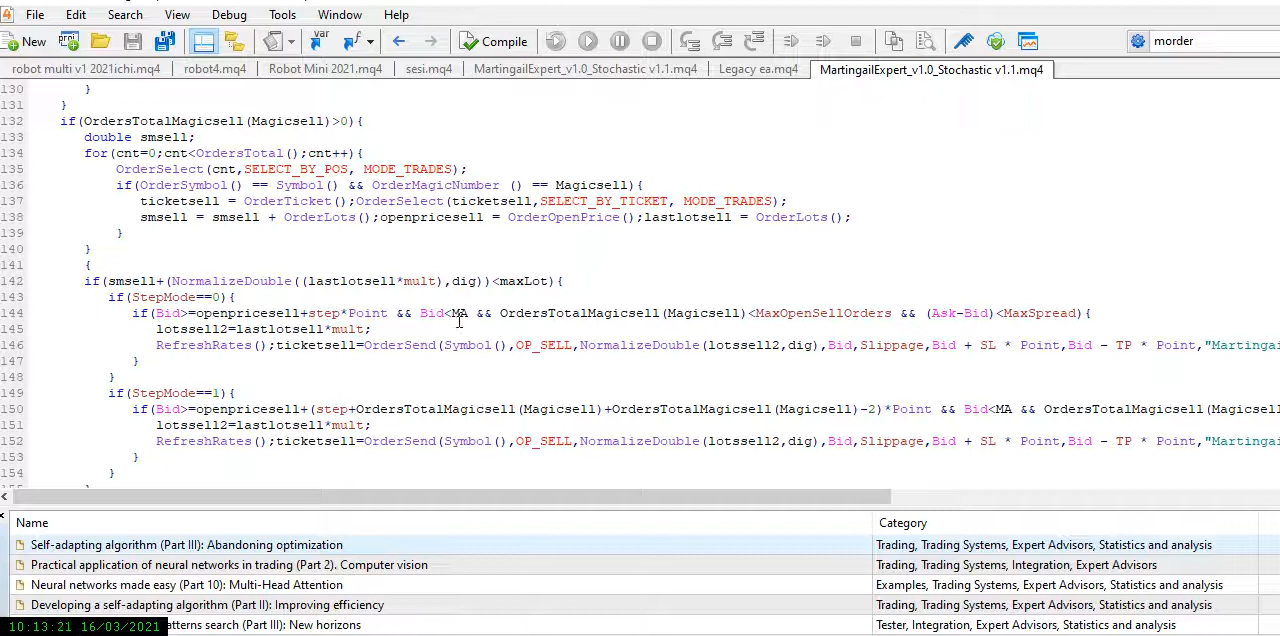 File Edit Search View Debug Tools Window Help
New var Compile morder
robot multi v1 2021ichi.mq4 robot4.mq4 Robot Mini 2021.mq4 sesi.mq4 MartingailExpert_v1.0_Stochastic v1.1.mq4 Legacy ea.mq4 MartingailExpert_v1.0_Stochastic v1.1.mq4
130 }
131 }
132 if(OrdersTotalMagicsell(Magicsell)>0){
133 double smsell;
134 for(cnt=0;cnt<OrdersTotal();cnt++){
135 OrderSelect(cnt,SELECT_BY_POS, MODE_TRADES);
136 if(OrderSymbol() == Symbol() && OrderMagicNumber () == Magicsell){
137 ticketsell = OrderTicket();OrderSelect(ticketsell,SELECT_BY_TICKET, MODE_TRADES);
138 smsell = smsell + OrderLots();openpricesell = OrderOpenPrice();lastlotsell = OrderLots();
139 }
140 }
141 {
142 if(smsell+(NormalizeDouble((lastlotsell*mult),dig))<maxLot){
143 if(StepMode==0){
144 if(Bid>=openpricesell+step*Point && Bid<MA && OrdersTotalMagicsell(Magicsell)<MaxOpenSellOrders && (Ask-Bid)<MaxSpread){
145 lotssell2=lastlotsell*mult;
146 RefreshRates();ticketsell=OrderSend(Symbol(),OP_SELL,NormalizeDouble(lotssell2,dig),Bid,Slippage,Bid + SL * Point,Bid - TP * Point,"Martingai
147 }
148 }
149 if(StepMode==1){
150 if(Bid>=openpricesell+(step+OrdersTotalMagicsell(Magicsell)+OrdersTotalMagicsell(Magicsell)-2)*Point && Bid<MA && OrdersTotalMagicsell(Magicsel
151 lotssell2=lastlotsell*mult;
152 RefreshRates();ticketsell=OrderSend(Symbol(),OP_SELL,NormalizeDouble(lotssell2,dig),Bid,Slippage,Bid + SL * Point,Bid - TP * Point,"Martingai
153 }
154 }
Name Category
Self-adapting algorithm (Part III): Abandoning optimization Trading, Trading Systems, Expert Advisors, Statistics and analysis
Practical application of neural networks in trading (Part 2). Computer vision Trading, Trading Systems, Integration, Expert Advisors
Neural networks made easy (Part 10): Multi-Head Attention Examples, Trading Systems, Expert Advisors, Statistics and analysis
Developing a self-adapting algorithm (Part II): Improving efficiency Trading, Trading Systems, Expert Advisors, Statistics and analysis
10:13:21 16/03/2021 atterns search (Part III): New horizons Tester, Integration, Expert Advisors, Statistics and analysis